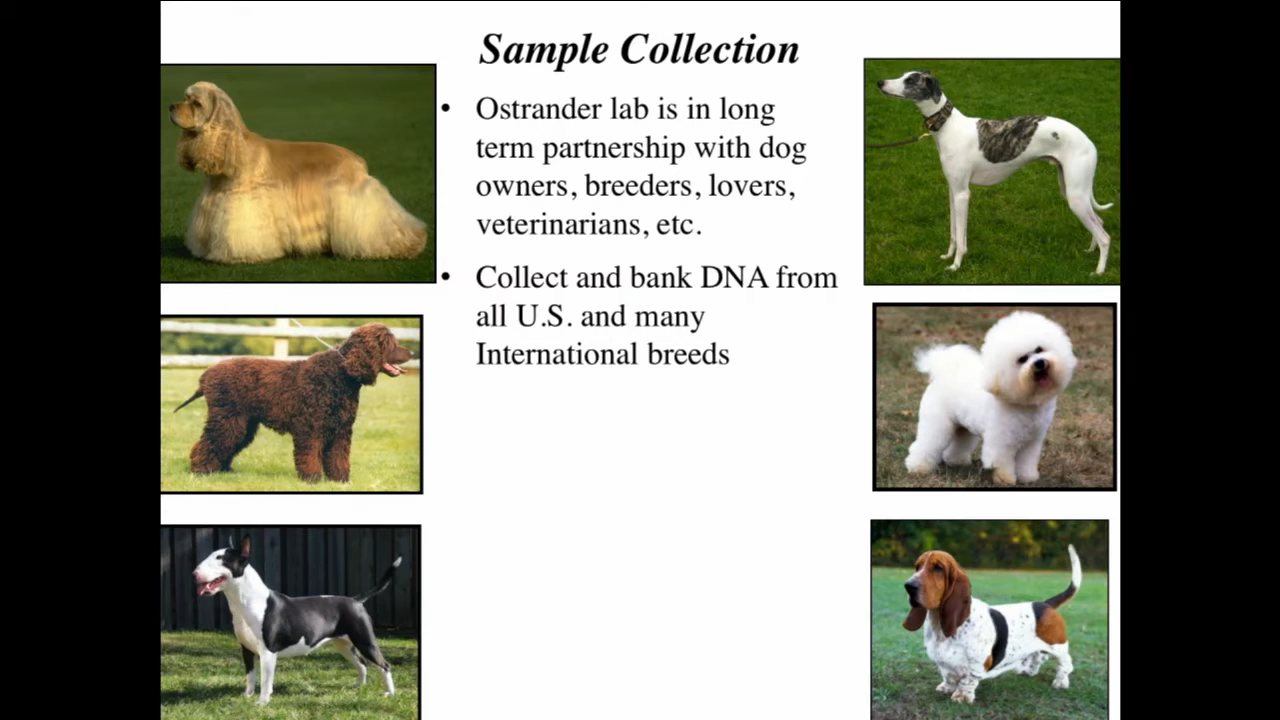 Sample Collection
• Ostrander lab is in long
term partnership with dog
owners, breeders, lovers,
veterinarians, etc.
• Collect and bank DNA from
all U.S. and many
International breeds